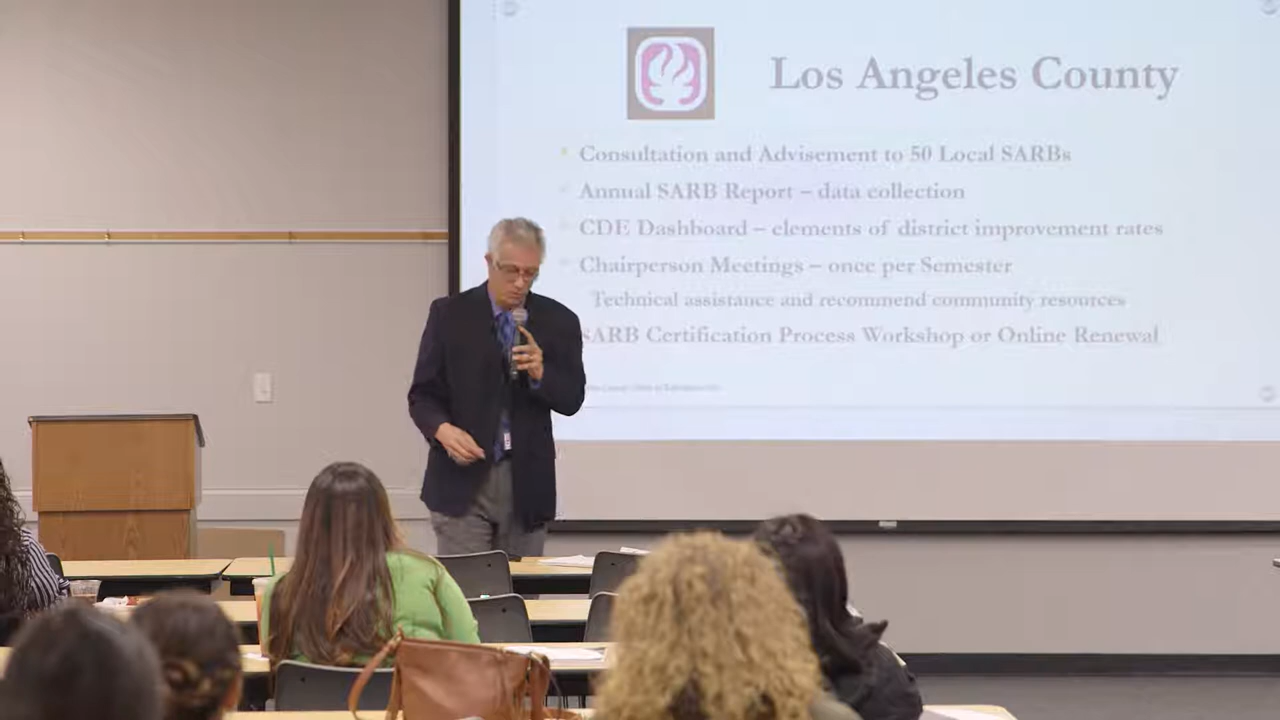 Los Angeles County
Consultation and Advisement to 50 Local SARBs
Annual SARB Report – data collection
CDE Dashboard – elements of district improvement rates
Chairperson Meetings – once per Semester
Technical assistance and recommend community resources
SARB Certification Process Workshop or Online Renewal